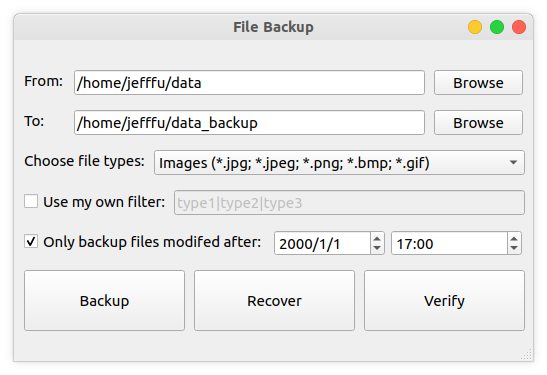 File Backup
From: /home/jefffu/data Browse
To: /home/jefffu/data_backup Browse
Choose file types: Images (*.jpg; *.jpeg; *.png; *.bmp; *.gif)
Use my own filter: type1|type2|type3
Only backup files modifed after: 2000/1/1 17:00
Backup Recover Verify